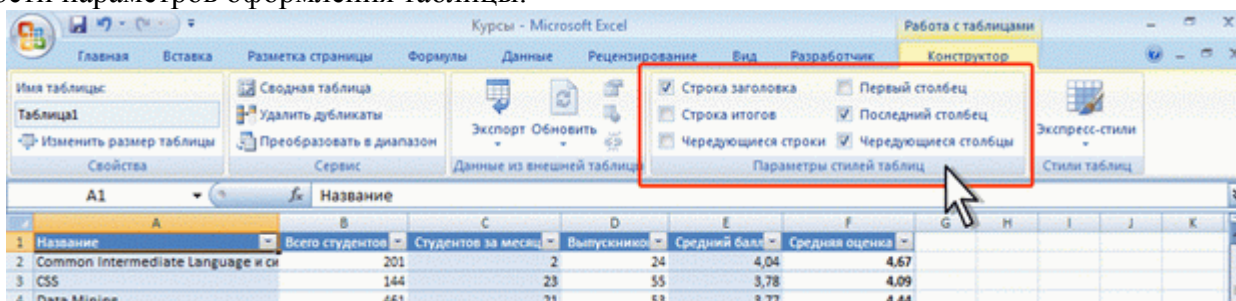 ости параметров оформления таблицы.
Курсы - Microsoft Excel Работа с таблицами
Главная Вставка Разметка страницы Формулы Данные Рецензирование Вид Разработчик Конструктор
Имя таблицы: Сводная таблица Строка заголовка Первый столбец
Таблица1 Удалить дубликаты Экспорт Обновить Строка итогов Последний столбец Экспресс-стили
Изменить размер таблицы Преобразовать в диапазон Чередующиеся строки Чередующиеся столбцы
Свойства Сервис Данные из внешней таблицы Параметры стилей таблиц Стили таблиц
A1 fx Название
A B C D E F G H I J K
1 Название Всего студентов Студентов за месяц Выпускников Средний балл Средняя оценка
2 Common Intermediate Language и си 201 2 24 4,04 4,67
3 CSS 144 23 55 3,78 4,09
4 Data Mining 461 21 53 3,77 4,44